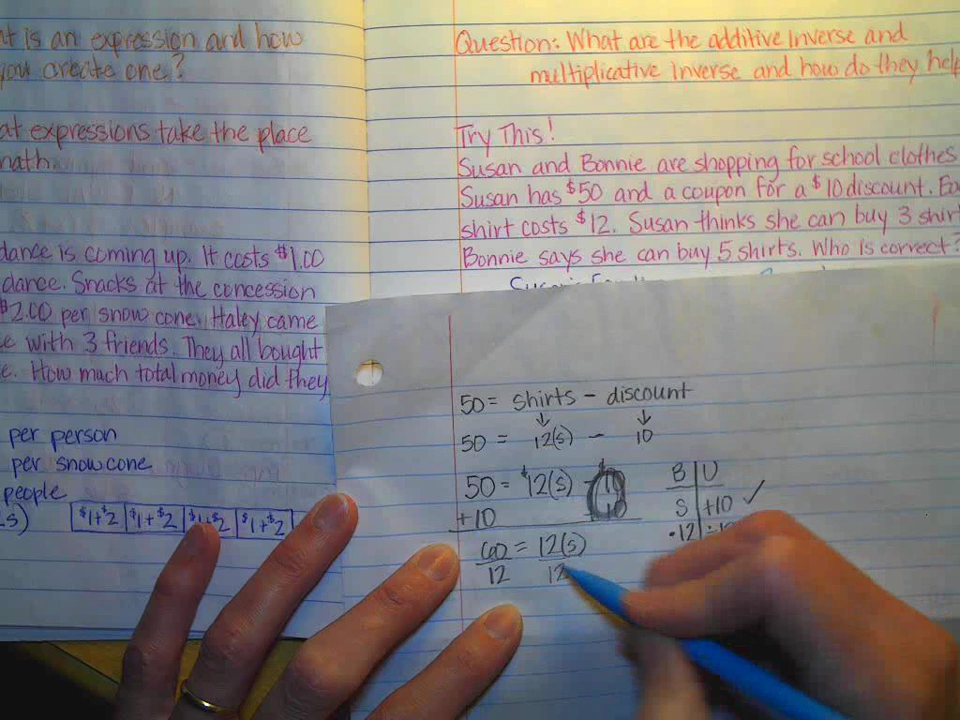 t is an expression and how
you create one?
at expressions take the place
math.
dance is coming up. It costs $1.00
dance. Snacks at the concession
$2.00 per snow cone. Haley came
e with 3 friends. They all bought
e. How much total money did they
per person
per snowcone
people
s)
$1+$2 $1+$2 $1+$2 $1+$2
Question: What are the additive inverse and
multiplicative inverse and how do they help
Try This!
Susan and Bonnie are shopping for school clothes
Susan has $50 and a coupon for a $10 discount. Ea
shirt costs $12. Susan thinks she can buy 3 shirt
Bonnie says she can buy 5 shirts. Who is correct?
50 = shirts - discount
↓ ↓
50 = 12(s) - 10
50 = $12(s) - 10
+10 10
60 = 12(s)
12 12
B U
S +10 ✓
·12 ÷12